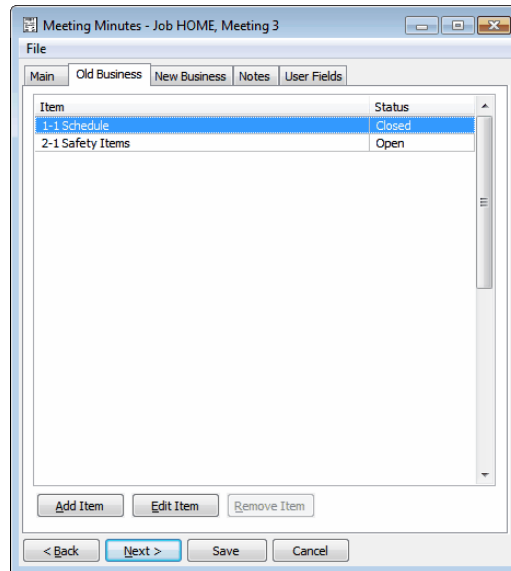 Meeting Minutes - Job HOME, Meeting 3
File
Main Old Business New Business Notes User Fields
Item Status
1-1 Schedule Closed
2-1 Safety Items Open
Add Item Edit Item Remove Item
< Back Next > Save Cancel